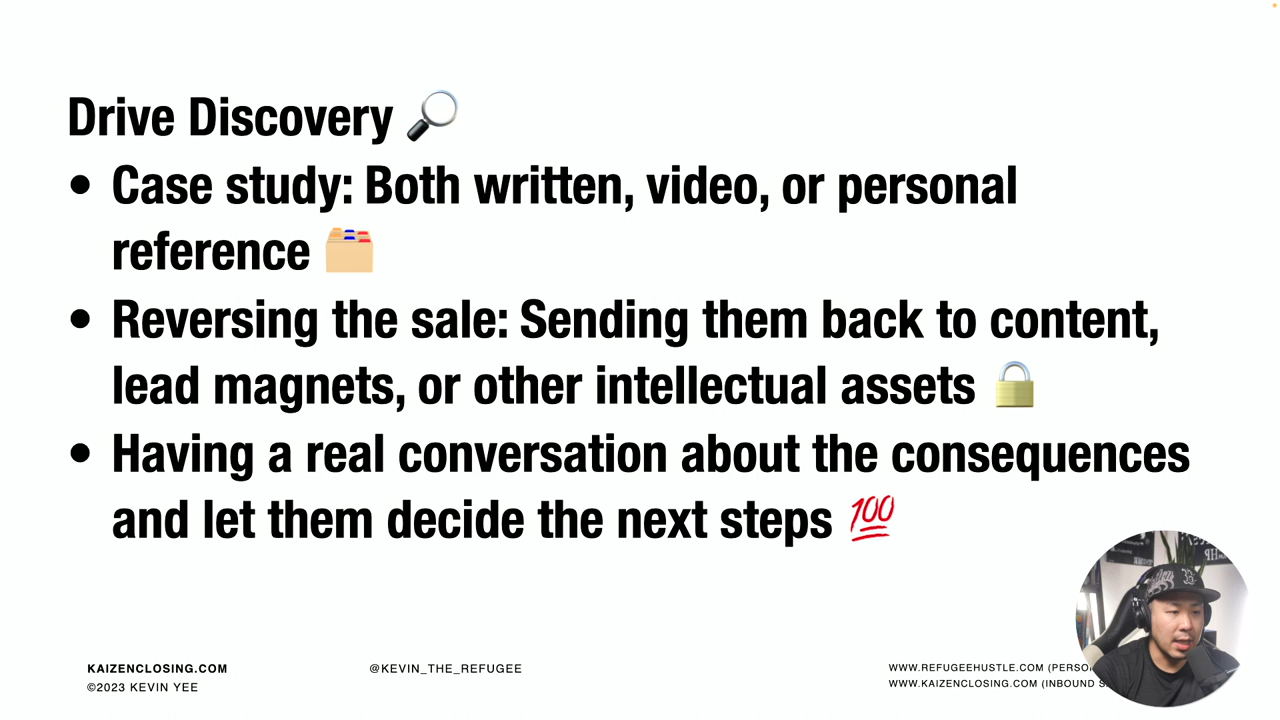 Drive Discovery 🔎
• Case study: Both written, video, or personal
reference 🗂️
• Reversing the sale: Sending them back to content,
lead magnets, or other intellectual assets 🔒
• Having a real conversation about the consequences
and let them decide the next steps 💯
KAIZENCLOSING.COM
©2023 KEVIN YEE
@KEVIN_THE_REFUGEE
WWW.REFUGEEHUSTLE.COM
WWW.KAIZENCLOSING.COM (INBOUND